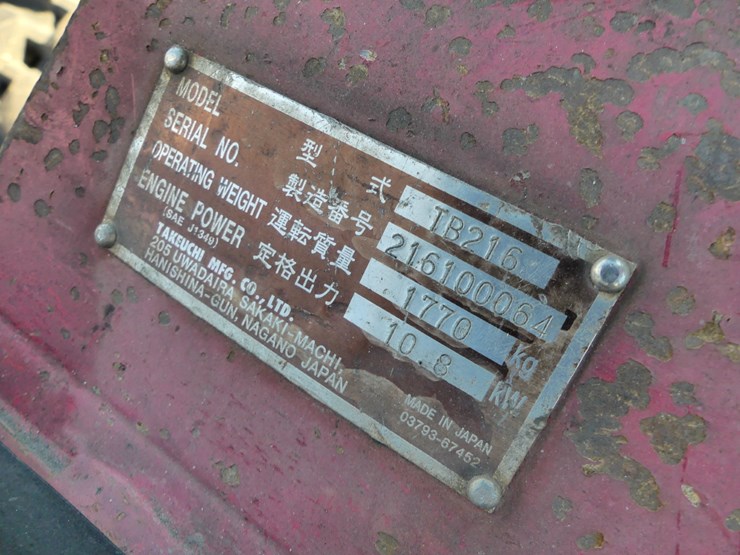 MODEL 型式 TB216
SERIAL NO. 製造番号 216100064
OPERATING WEIGHT 運転質量 1770 kg
ENGINE POWER 定格出力 10.8 kW
(SAE J1349)
TAKEUCHI MFG. CO., LTD.
205 UWADAIRA, SAKAKI-MACHI,
HANISHINA-GUN, NAGANO JAPAN
MADE IN JAPAN
03793-67452